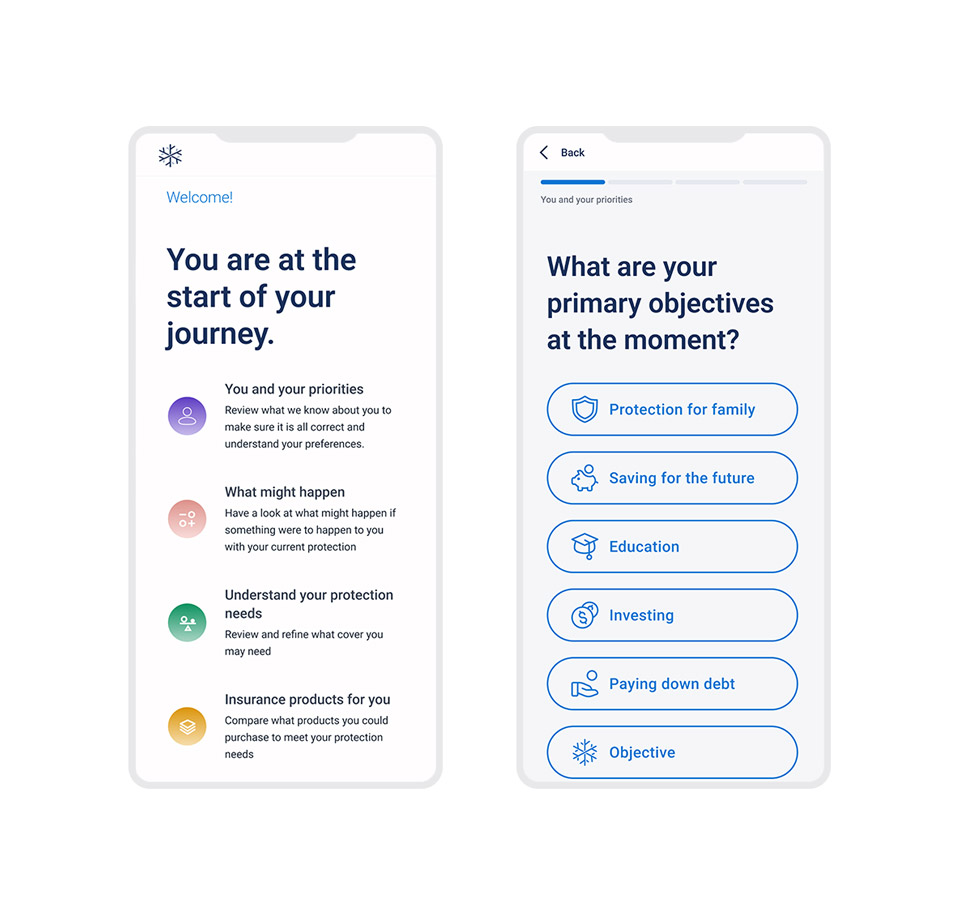 Welcome!
You are at the
start of your
journey.
You and your priorities
Review what we know about you to
make sure it is all correct and
understand your preferences.
What might happen
Have a look at what might happen if
something were to happen to you
with your current protection
Understand your protection
needs
Review and refine what cover you
may need
Insurance products for you
Compare what products you could
purchase to meet your protection
needs
Back
You and your priorities
What are your
primary objectives
at the moment?
Protection for family
Saving for the future
Education
Investing
Paying down debt
Objective